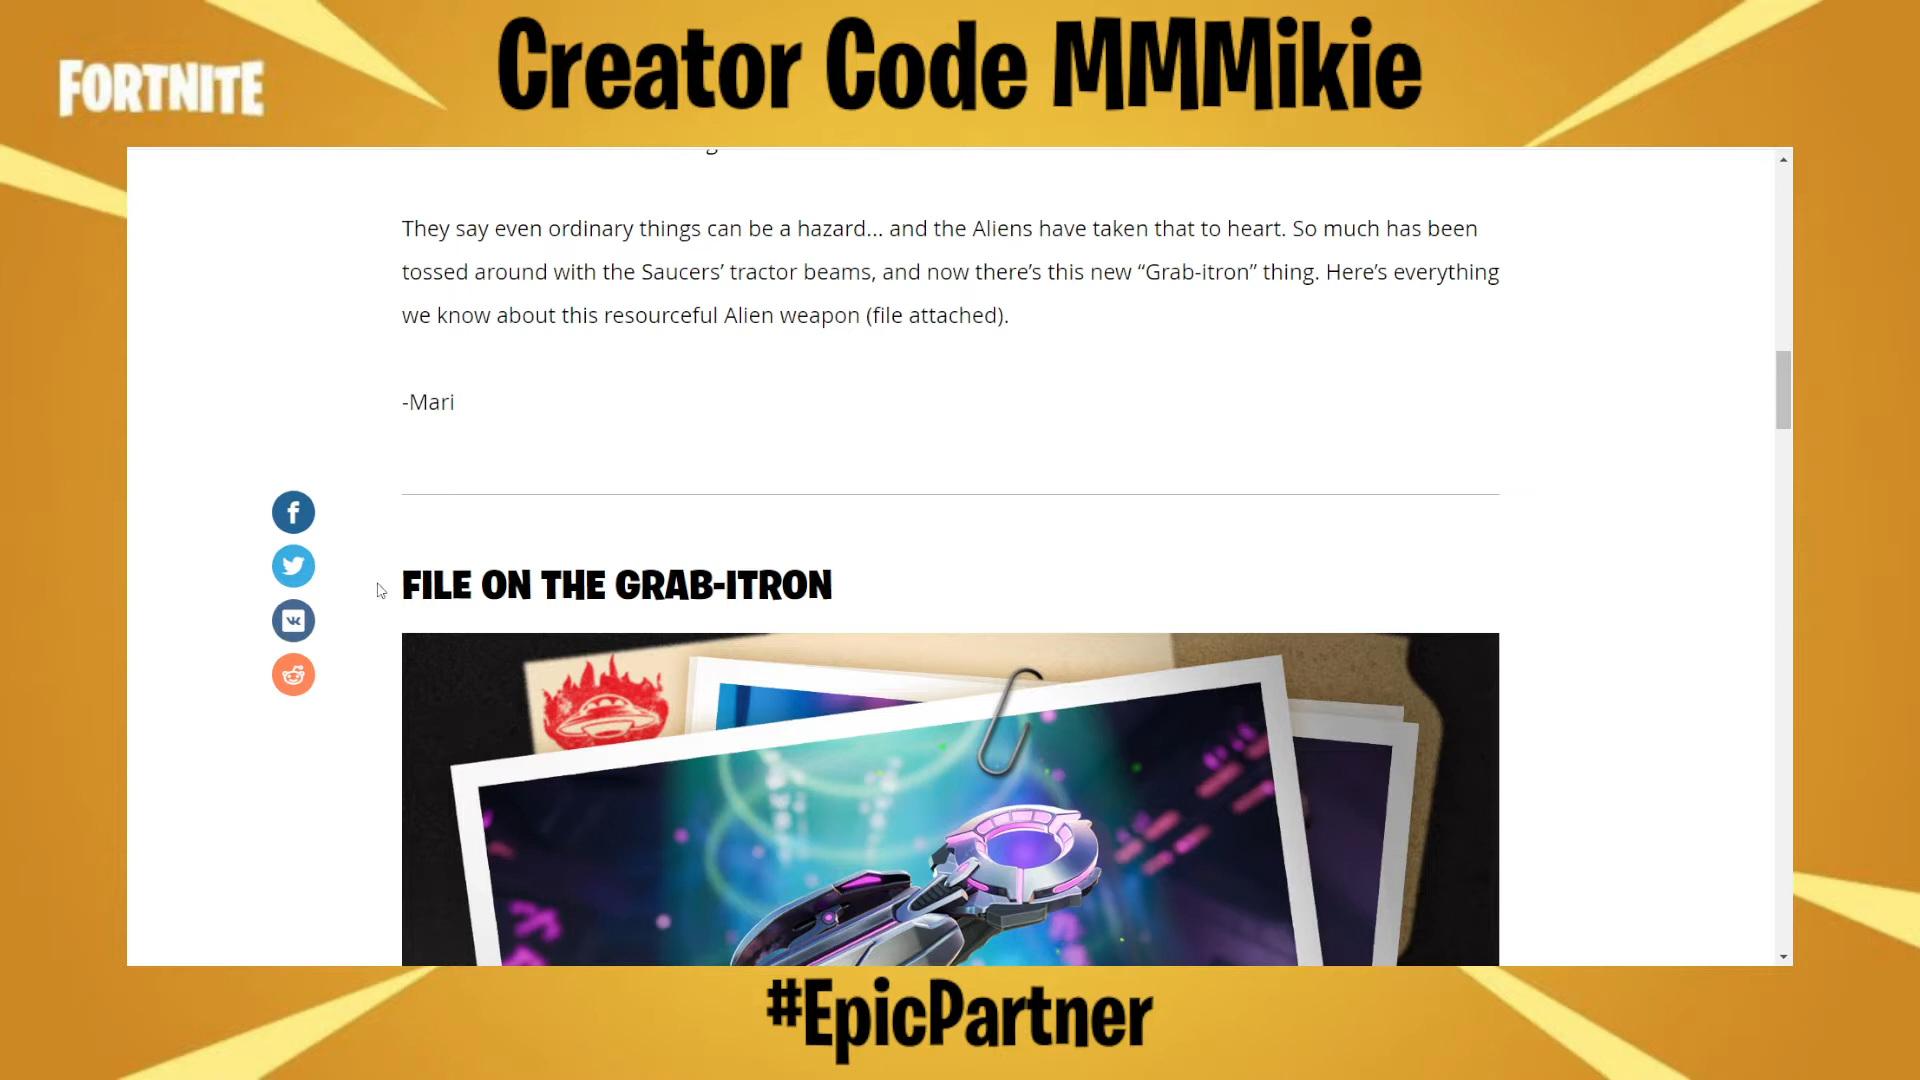 Creator Code MMMikie
FORTNITE
They say even ordinary things can be a hazard... and the Aliens have taken that to heart. So much has been
tossed around with the Saucers’ tractor beams, and now there’s this new “Grab-itron” thing. Here’s everything
we know about this resourceful Alien weapon (file attached).
-Mari
FILE ON THE GRAB-ITRON
#EpicPartner